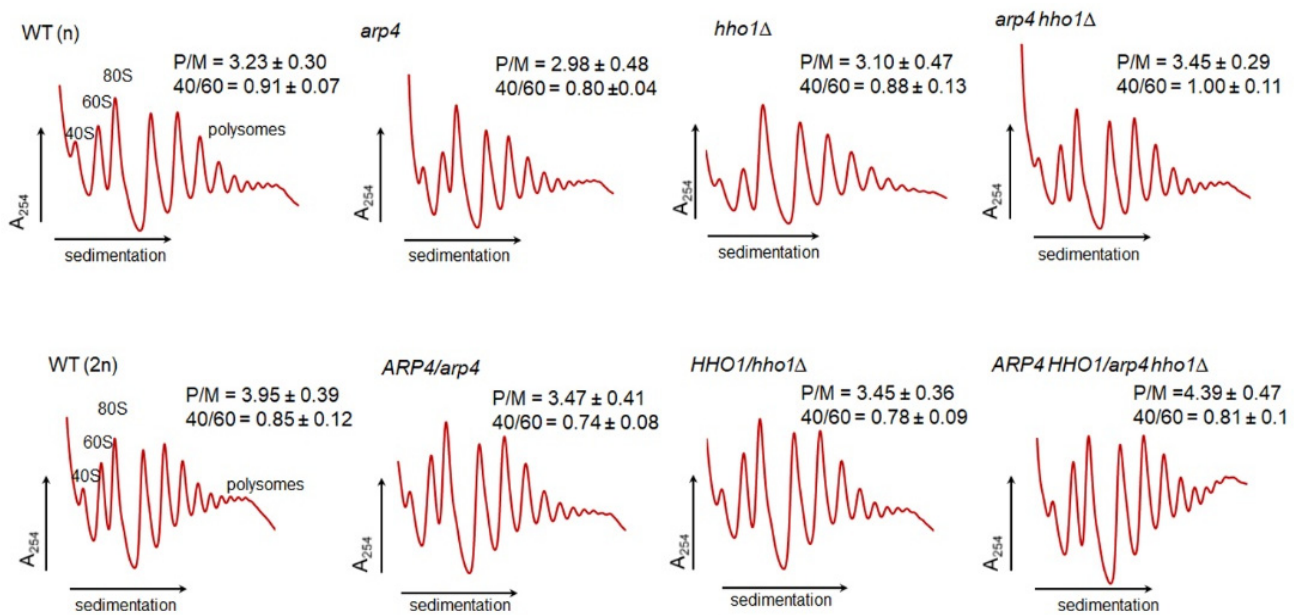 WT (n)
P/M = 3.23 ± 0.30
40/60 = 0.91 ± 0.07
80S
60S
40S
polysomes
A254
sedimentation
arp4
P/M = 2.98 ± 0.48
40/60 = 0.80 ±0.04
A254
sedimentation
hho1Δ
P/M = 3.10 ± 0.47
40/60 = 0.88 ± 0.13
A254
sedimentation
arp4 hho1Δ
P/M = 3.45 ± 0.29
40/60 = 1.00 ± 0.11
A254
sedimentation
WT (2n)
P/M = 3.95 ± 0.39
40/60 = 0.85 ± 0.12
80S
60S
40S
polysomes
A254
sedimentation
ARP4/arp4
P/M = 3.47 ± 0.41
40/60 = 0.74 ± 0.08
A254
sedimentation
HHO1/hho1Δ
P/M = 3.45 ± 0.36
40/60 = 0.78 ± 0.09
A254
sedimentation
ARP4 HHO1/arp4 hho1Δ
P/M =4.39 ± 0.47
40/60 = 0.81 ± 0.1
A254
sedimentation